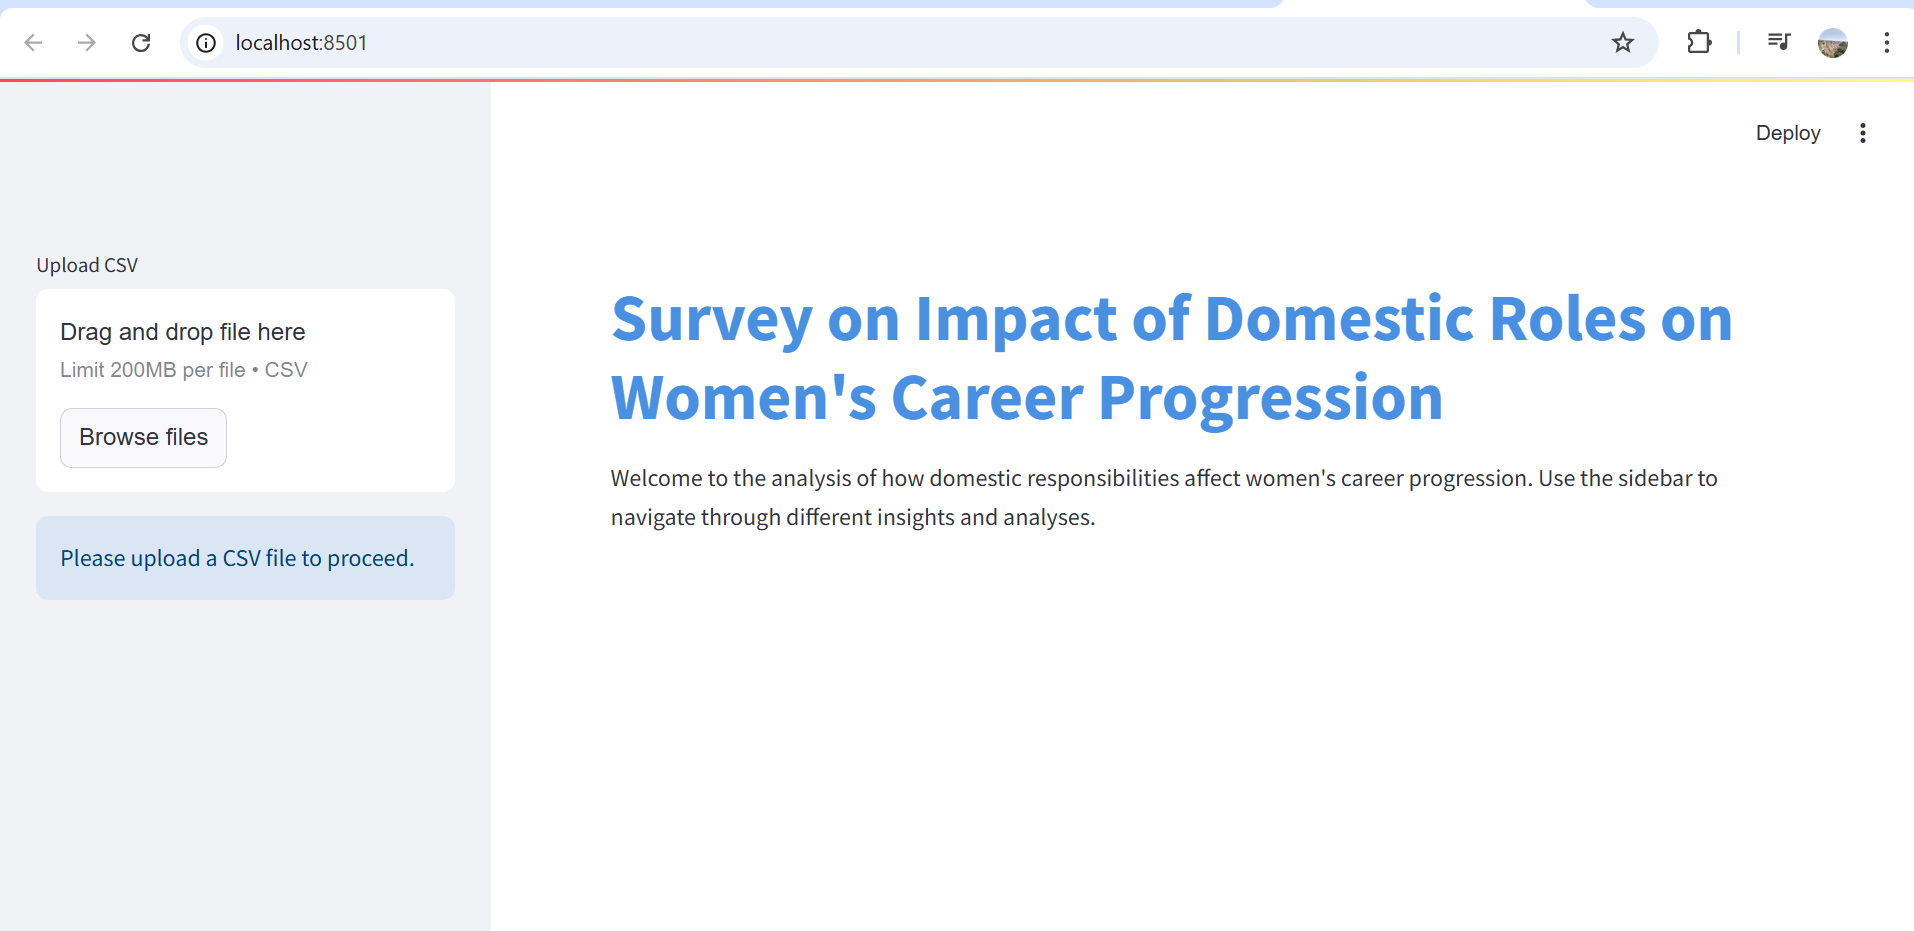 localhost:8501
Deploy
Upload CSV
Drag and drop file here
Limit 200MB per file • CSV
Browse files
Please upload a CSV file to proceed.
Survey on Impact of Domestic Roles on
Women's Career Progression
Welcome to the analysis of how domestic responsibilities affect women's career progression. Use the sidebar to
navigate through different insights and analyses.